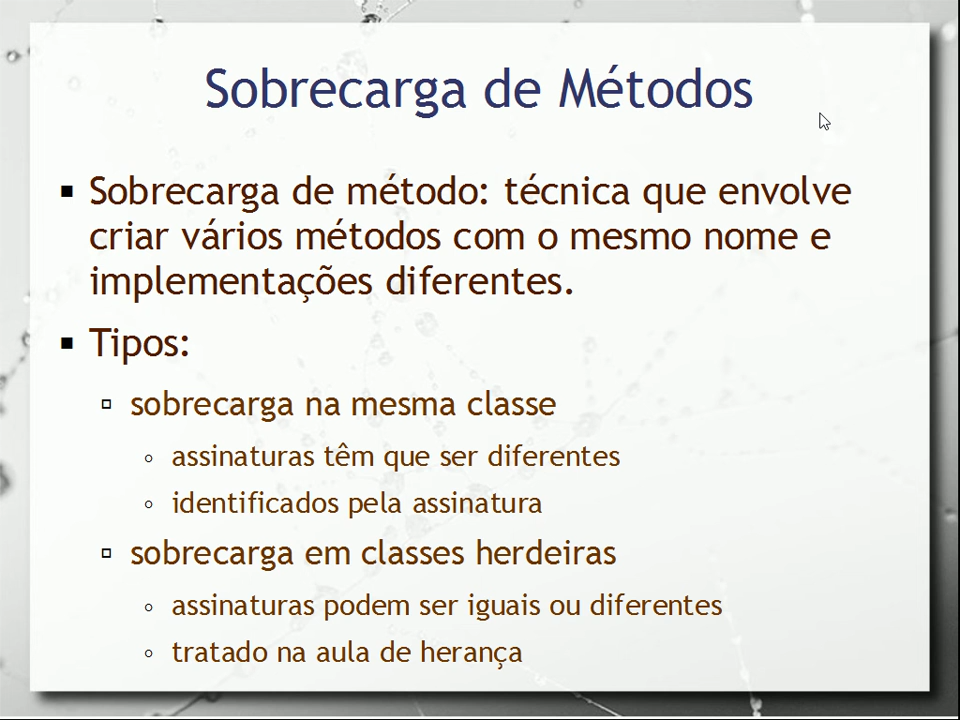 Sobrecarga de Métodos
Sobrecarga de método: técnica que envolve
criar vários métodos com o mesmo nome e
implementações diferentes.
Tipos:
sobrecarga na mesma classe
assinaturas têm que ser diferentes
identificados pela assinatura
sobrecarga em classes herdeiras
assinaturas podem ser iguais ou diferentes
tratado na aula de herança